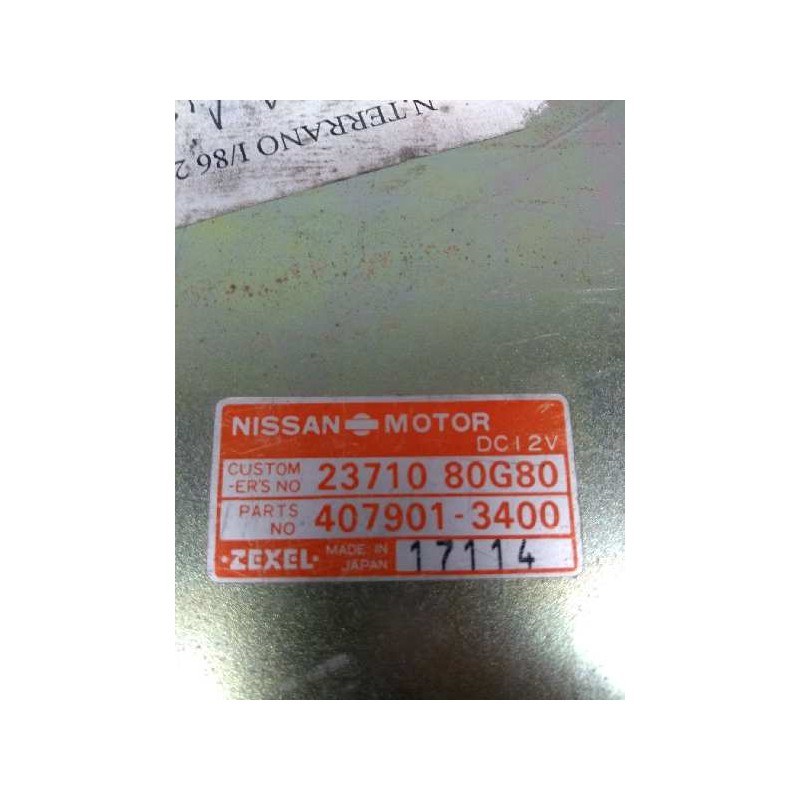 N.TERRANO I/86 2
NISSAN MOTOR
DC12V
CUSTOM
-ER'S NO 23710 80G80
PARTS
NO 407901-3400
·ZEXEL· MADE IN
JAPAN 17114